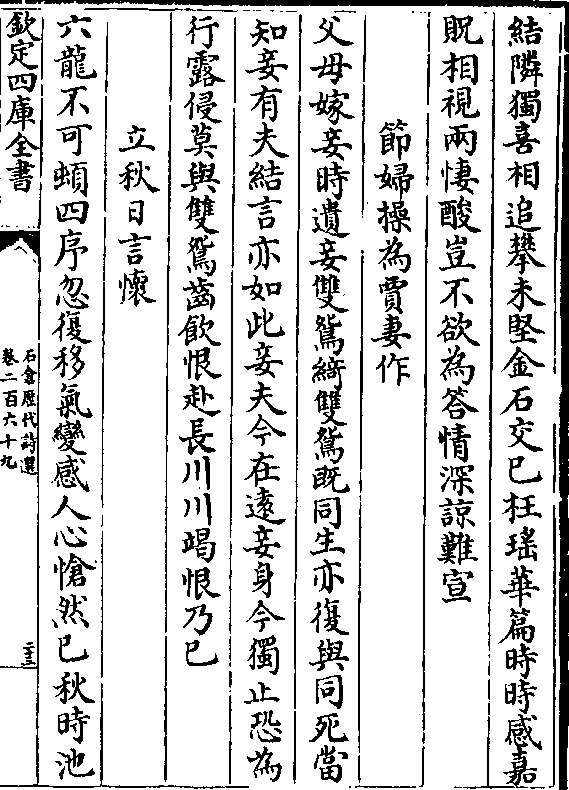 結隣獨喜相追攀未堅金石交已枉瑤華篇時時感嘉
貺相視兩悽酸豈不欲為答情深諒難宣
節婦操為賈妻作
父母嫁妾時遺妾雙鴛綺雙鴛既同生亦復與同死當
知妾有夫結言亦如此妾夫今在逺妾身今獨止恐為
行露侵莫與雙鴛齒飲恨赴長川川竭恨乃已
立秋日言懷
六龍不可頓四序忽復移氣變感人心愴然已秋時池
欽定四庫全書
石倉歴代詩選
卷二百六十九
二十三